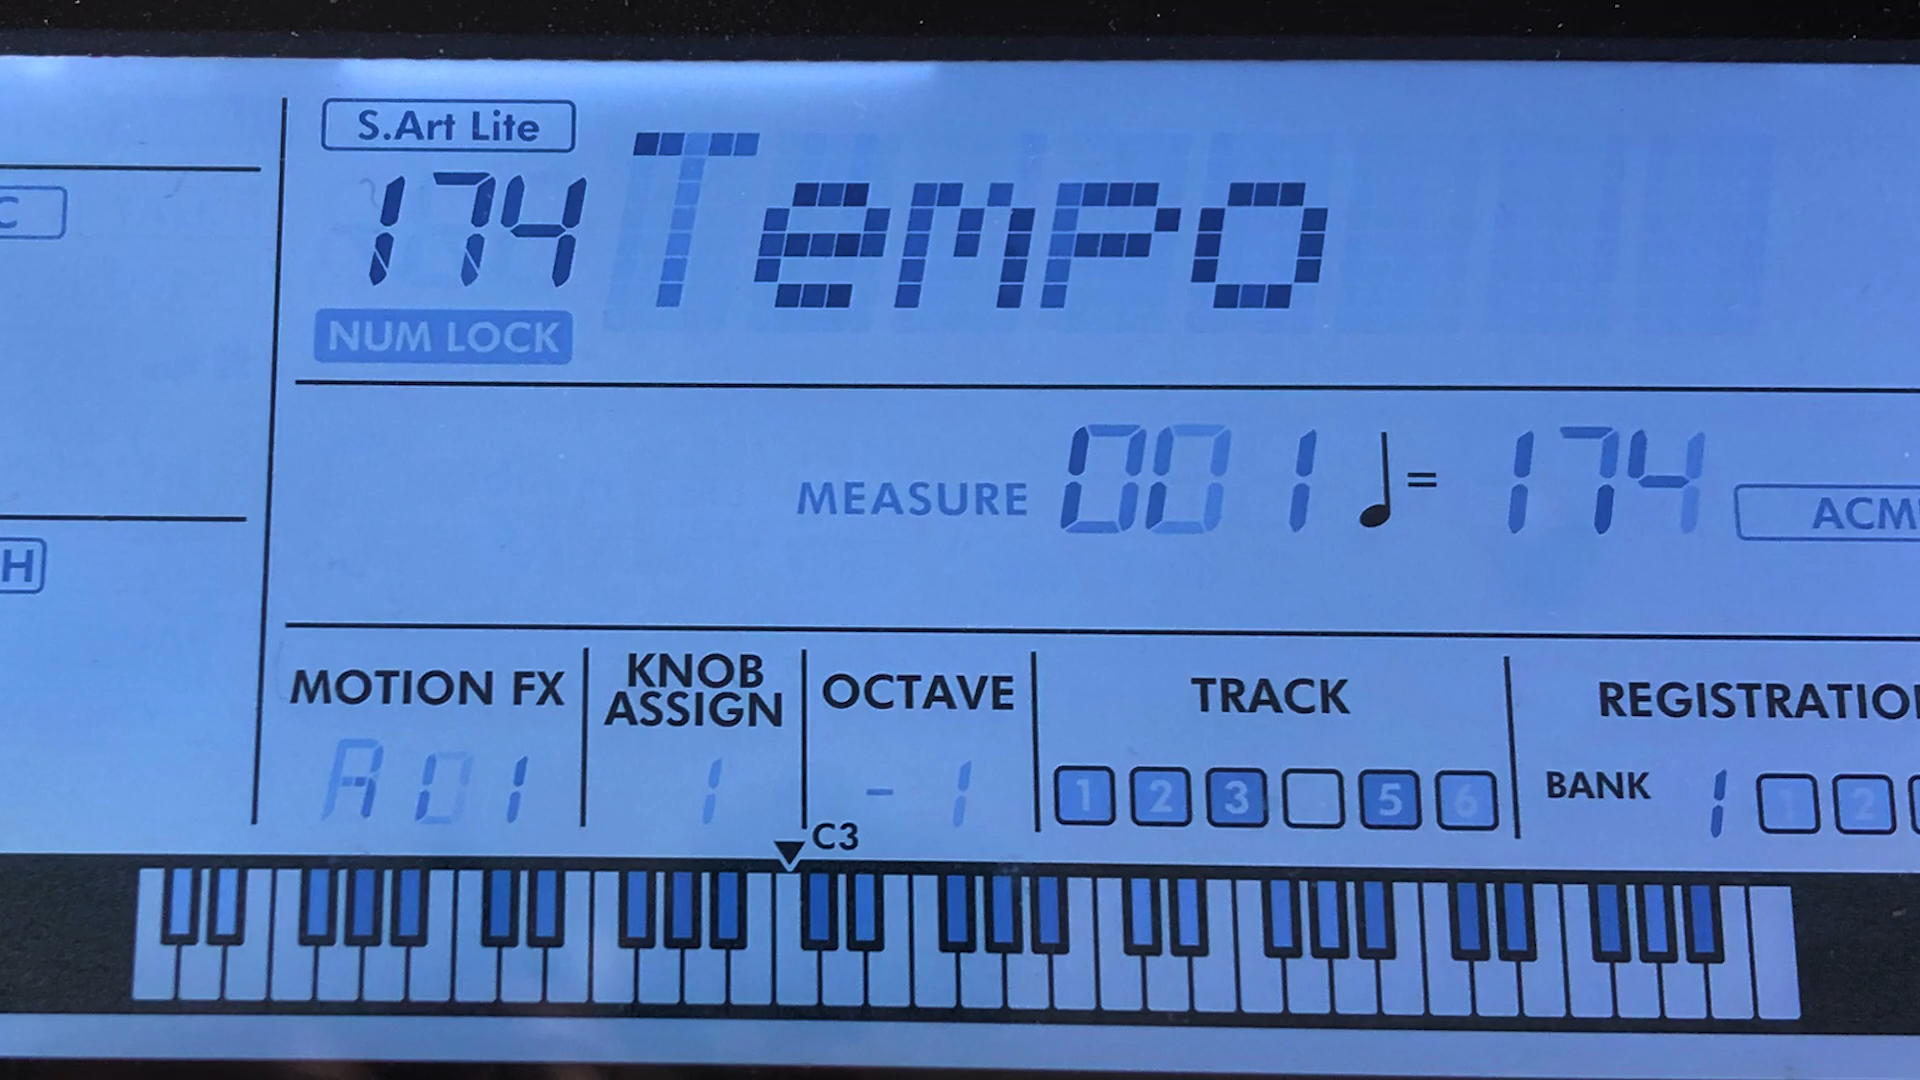 S.Art Lite
174 Tempo
NUM LOCK
C
MEASURE 001 ♩= 174
ACM
H
MOTION FX
KNOB
ASSIGN
OCTAVE
TRACK
REGISTRATIO
A01
1
-1
1 2 3 5 6
BANK 1 1 2
C3